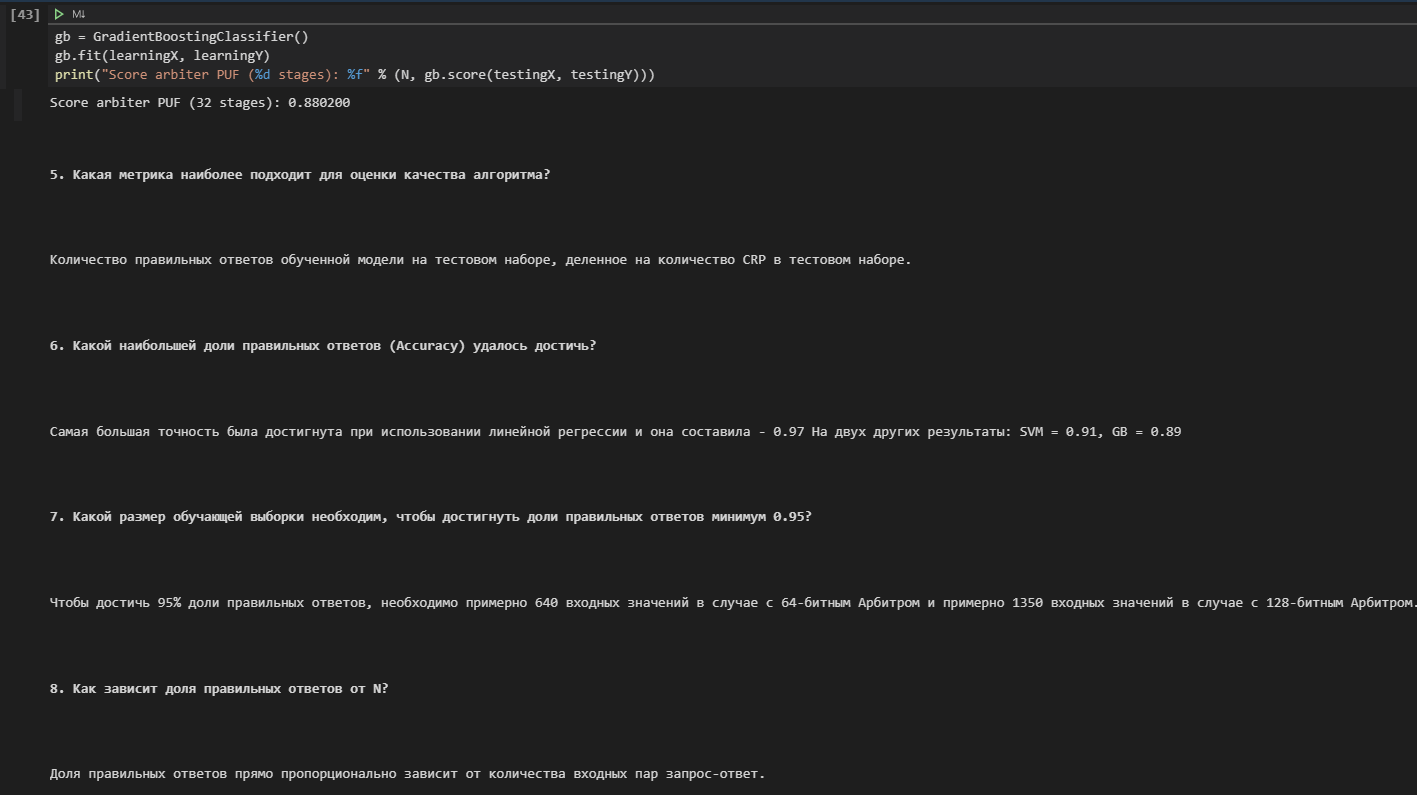 [43]
M↓
gb = GradientBoostingClassifier()
gb.fit(learningX, learningY)
print("Score arbiter PUF (%d stages): %f" % (N, gb.score(testingX, testingY)))
Score arbiter PUF (32 stages): 0.880200
5. Какая метрика наиболее подходит для оценки качества алгоритма?
Количество правильных ответов обученной модели на тестовом наборе, деленное на количество CRP в тестовом наборе.
6. Какой наибольшей доли правильных ответов (Accuracy) удалось достичь?
Самая большая точность была достигнута при использовании линейной регрессии и она составила - 0.97 На двух других результаты: SVM = 0.91, GB = 0.89
7. Какой размер обучающей выборки необходим, чтобы достигнуть доли правильных ответов минимум 0.95?
Чтобы достичь 95% доли правильных ответов, необходимо примерно 640 входных значений в случае с 64-битным Арбитром и примерно 1350 входных значений в случае с 128-битным Арбитром.
8. Как зависит доля правильных ответов от N?
Доля правильных ответов прямо пропорционально зависит от количества входных пар запрос-ответ.